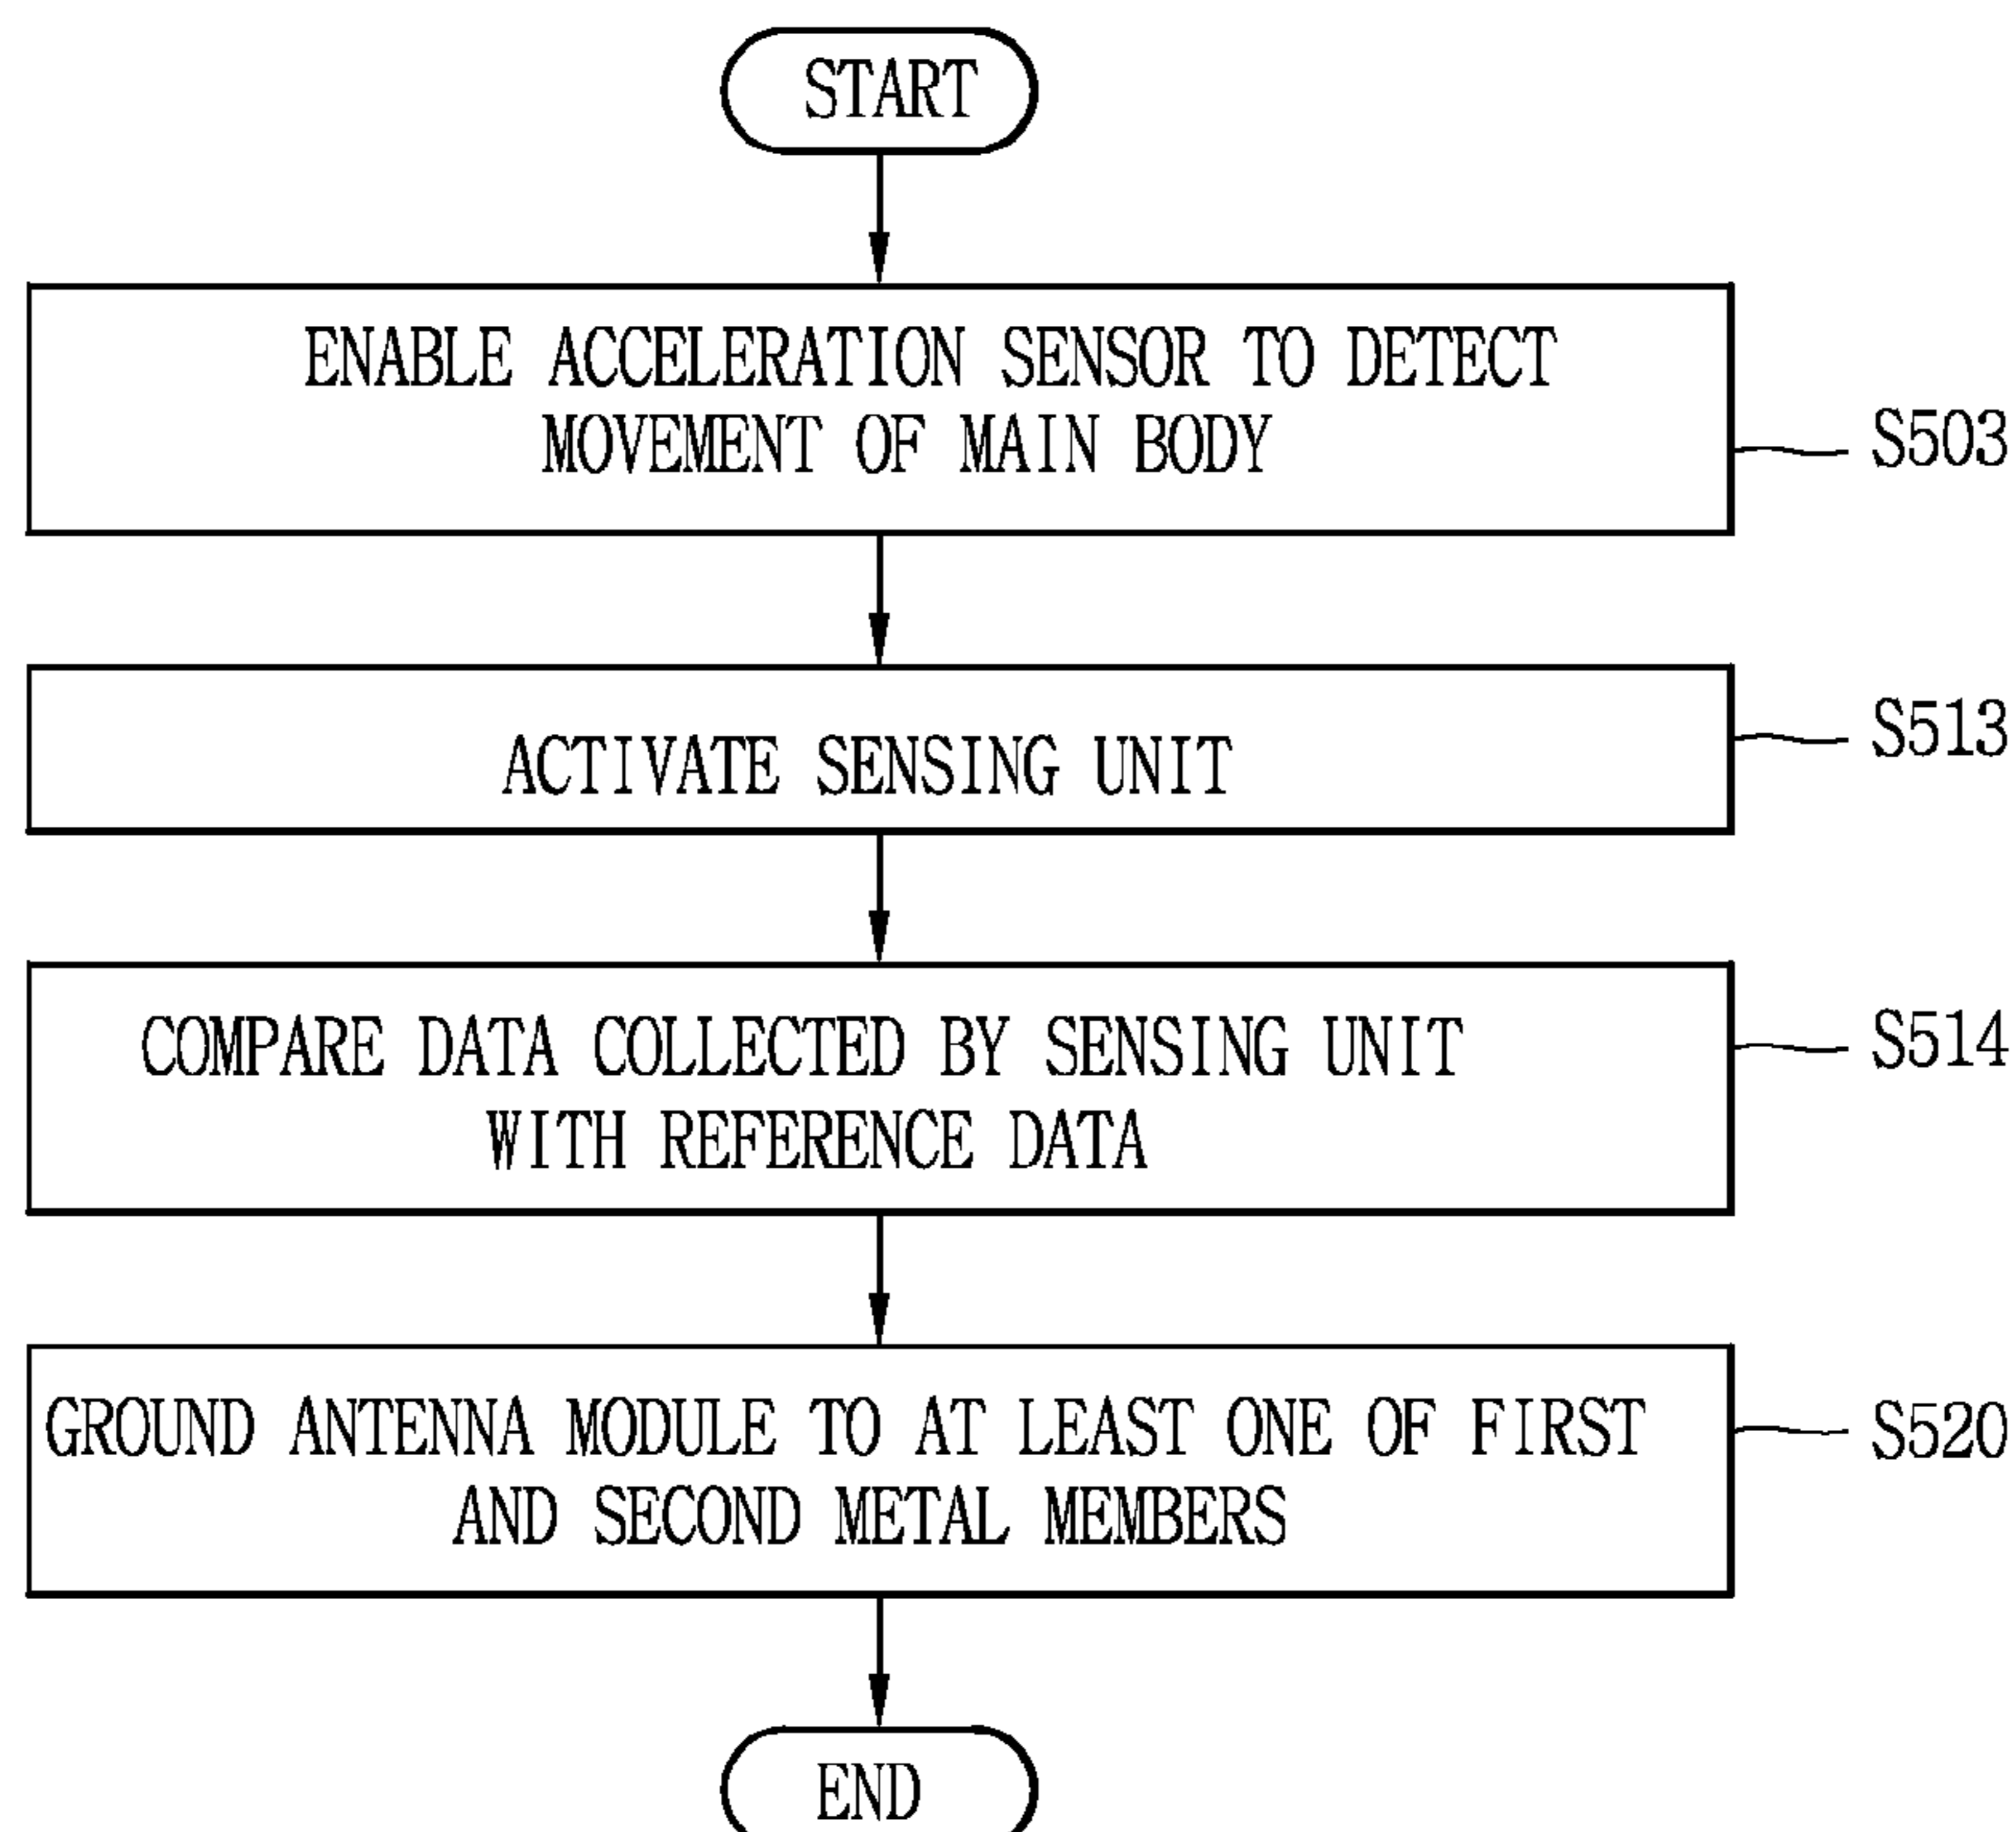 START
ENABLE ACCELERATION SENSOR TO DETECT
MOVEMENT OF MAIN BODY
S503
ACTIVATE SENSING UNIT
S513
COMPARE DATA COLLECTED BY SENSING UNIT
WITH REFERENCE DATA
S514
GROUND ANTENNA MODULE TO AT LEAST ONE OF FIRST
AND SECOND METAL MEMBERS
S520
END